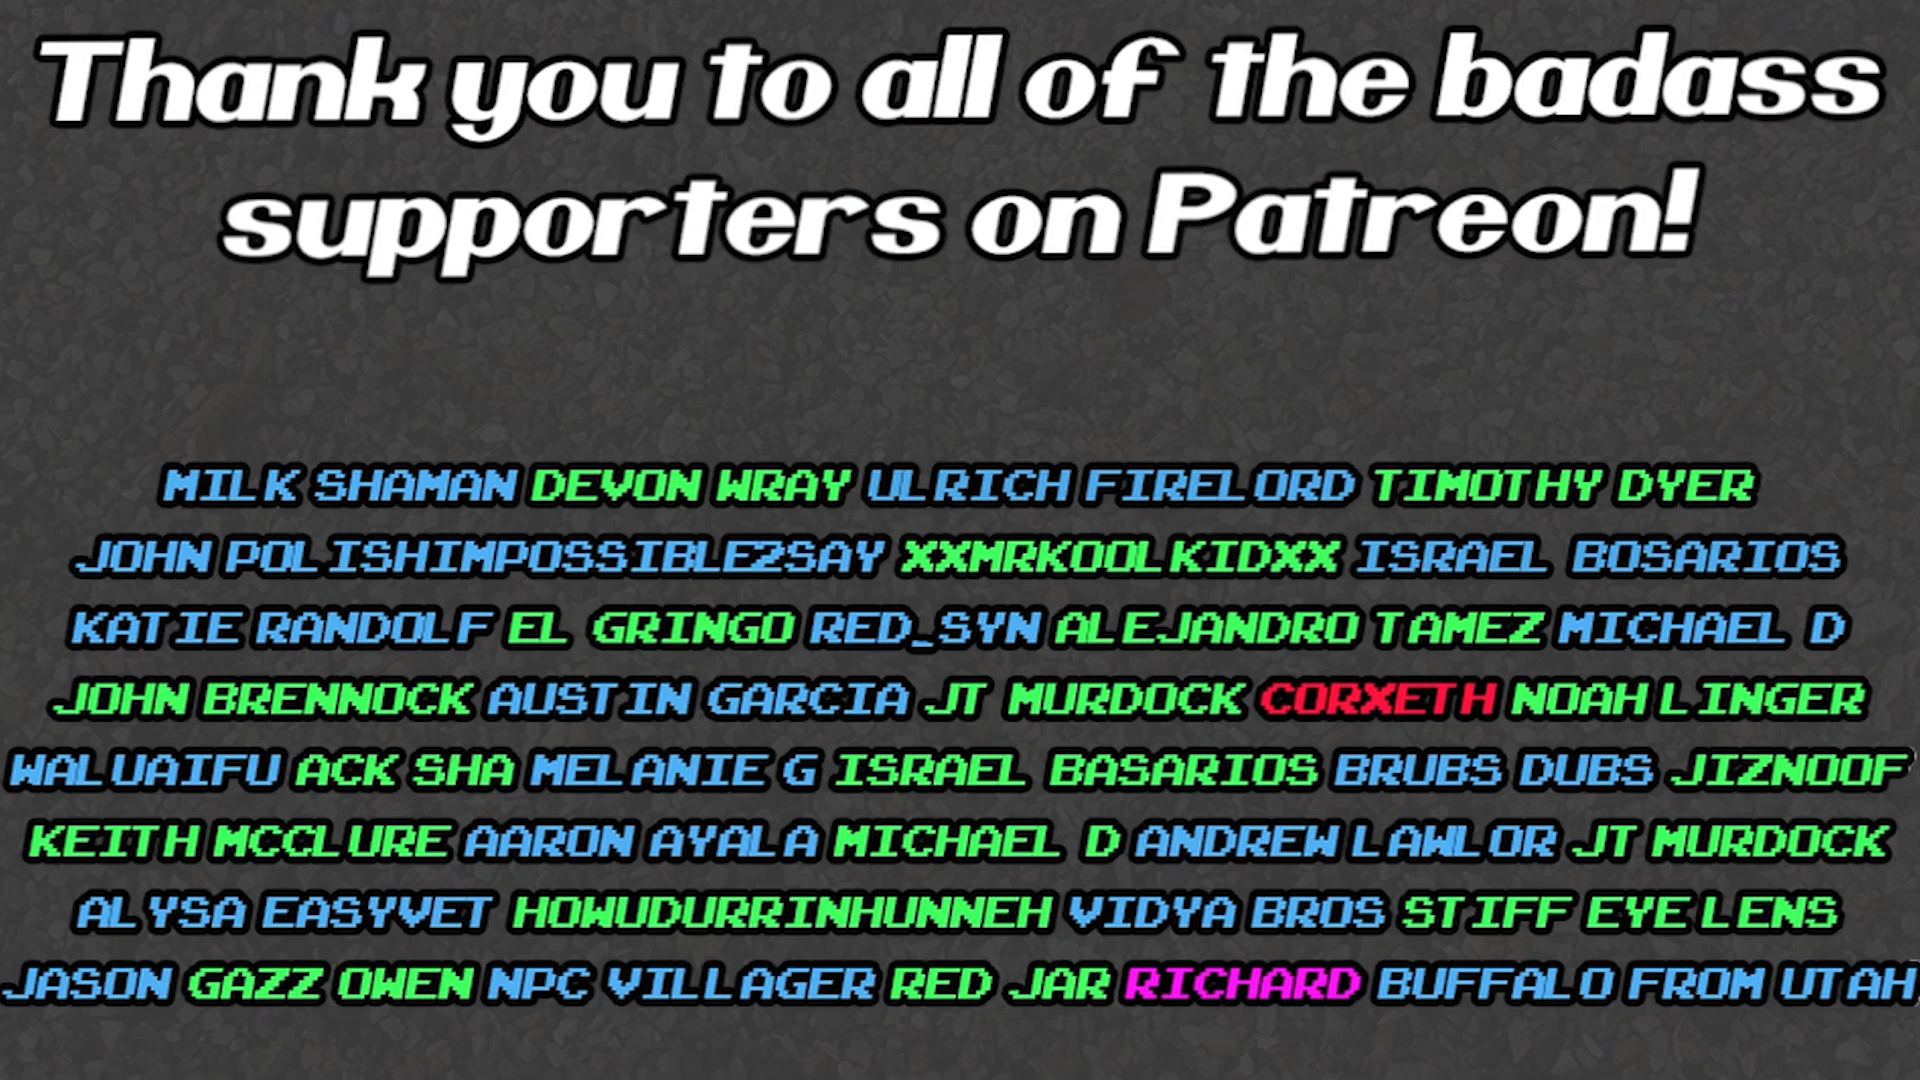 Thank you to all of the badass
supporters on Patreon!
MILK SHAMAN DEVON WRAY ULRICH FIRELORD TIMOTHY DYER
JOHN POLISHIMPOSSIBLE2SAY XXMRKOOLKIDXX ISRAEL BOSARIOS
KATIE RANDOLF EL GRINGO RED_SYN ALEJANDRO TAMEZ MICHAEL D
JOHN BRENNOCK AUSTIN GARCIA JT MURDOCK CORXETH NOAH LINGER
WALUAIFU ACK SHA MELANIE G ISRAEL BASARIOS BRUBS DUBS JIZNOOF
KEITH MCCLURE AARON AYALA MICHAEL D ANDREW LAWLOR JT MURDOCK
ALYSA EASYVET HOWUDURRINHUNNEH VIDYA BROS STIFF EYE LENS
JASON GAZZ OWEN NPC VILLAGER RED JAR RICHARD BUFFALO FROM UTAH